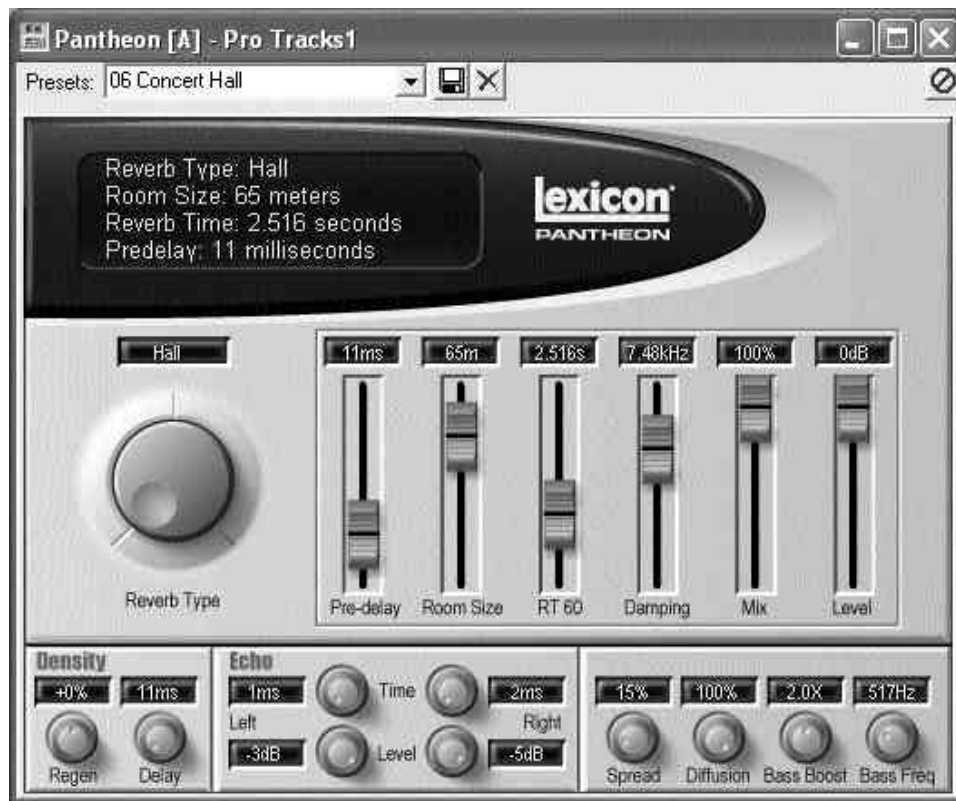 Pantheon [A] - Pro Tracks1
Presets: 06 Concert Hall
Reverb Type: Hall
Room Size: 65 meters
Reverb Time: 2.516 seconds
Predelay: 11 milliseconds
lexicon
PANTHEON
Hall
11ms 65m 2.516s 7.48kHz 100% 0dB
Reverb Type
Pre-delay Room Size RT 60 Damping Mix Level
Density
+0% 11ms
Regen Delay
Echo
1ms Time 2ms
Left Right
-3dB Level -5dB
15% 100% 2.0X 517Hz
Spread Diffusion Bass Boost Bass Freq